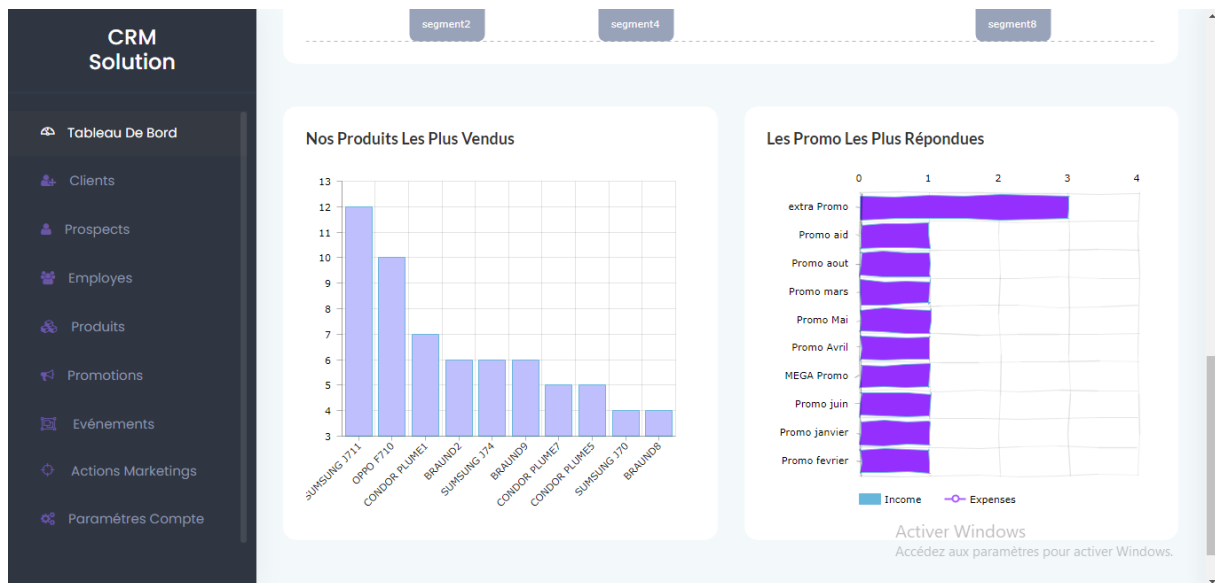 CRM
Solution
Tableau De Bord
Clients
Prospects
Employes
Produits
Promotions
Evénements
Actions Marketings
Paramétres Compte
segment2
segment4
segment8
Nos Produits Les Plus Vendus
13
12
11
10
9
8
7
6
5
4
3
SUMSUNG J711
OPPO F710
CONDOR PLUME1
BRAUND2
SUMSUNG J74
BRAUND9
CONDOR PLUME7
CONDOR PLUME5
SUMSUNG J70
BRAUND8
Les Promo Les Plus Répondues
0 1 2 3 4
extra Promo
Promo aid
Promo aout
Promo mars
Promo Mai
Promo Avril
MEGA Promo
Promo juin
Promo janvier
Promo fevrier
Income Expenses
Activer Windows
Accédez aux paramètres pour activer Windows.